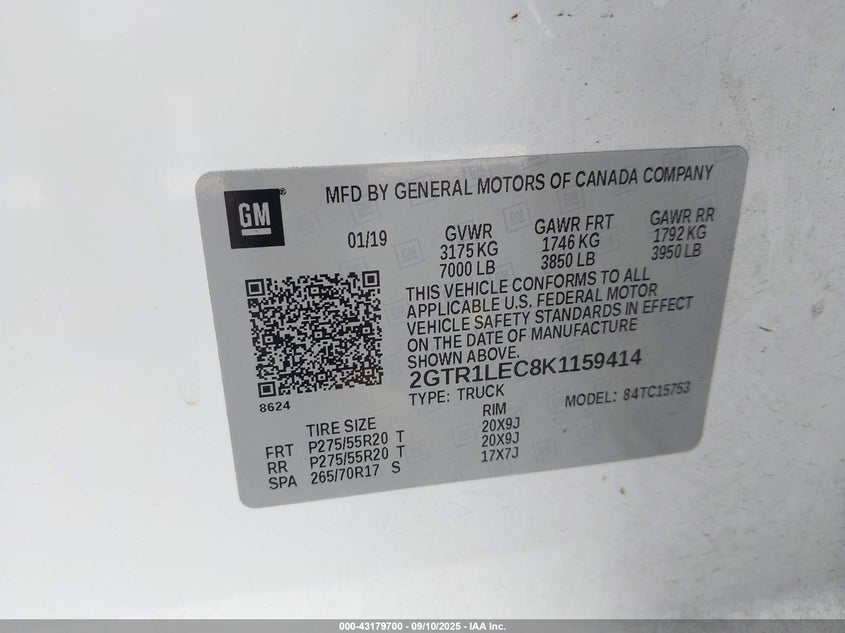 GM
®
MFD BY GENERAL MOTORS OF CANADA COMPANY
01/19
GVWR
3175 KG
7000 LB
GAWR FRT
1746 KG
3850 LB
GAWR RR
1792 KG
3950 LB
THIS VEHICLE CONFORMS TO ALL
APPLICABLE U.S. FEDERAL MOTOR
VEHICLE SAFETY STANDARDS IN EFFECT
ON THE DATE OF MANUFACTURE
SHOWN ABOVE.
2GTR1LEC8K1159414
TYPE: TRUCK
MODEL: 84TC15753
8624
TIRE SIZE
RIM
FRT P275/55R20 T 20X9J
RR P275/55R20 T 20X9J
SPA 265/70R17 S 17X7J
000-43179700 - 09/10/2025 - IAA Inc.